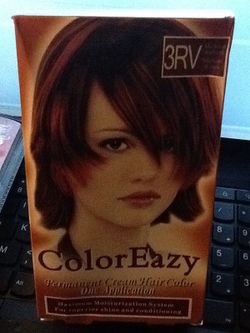 3RV
ColorEazy
Permanent Cream Hair Color
One Application
Maximum Moisturization System
For superior shine and conditioning